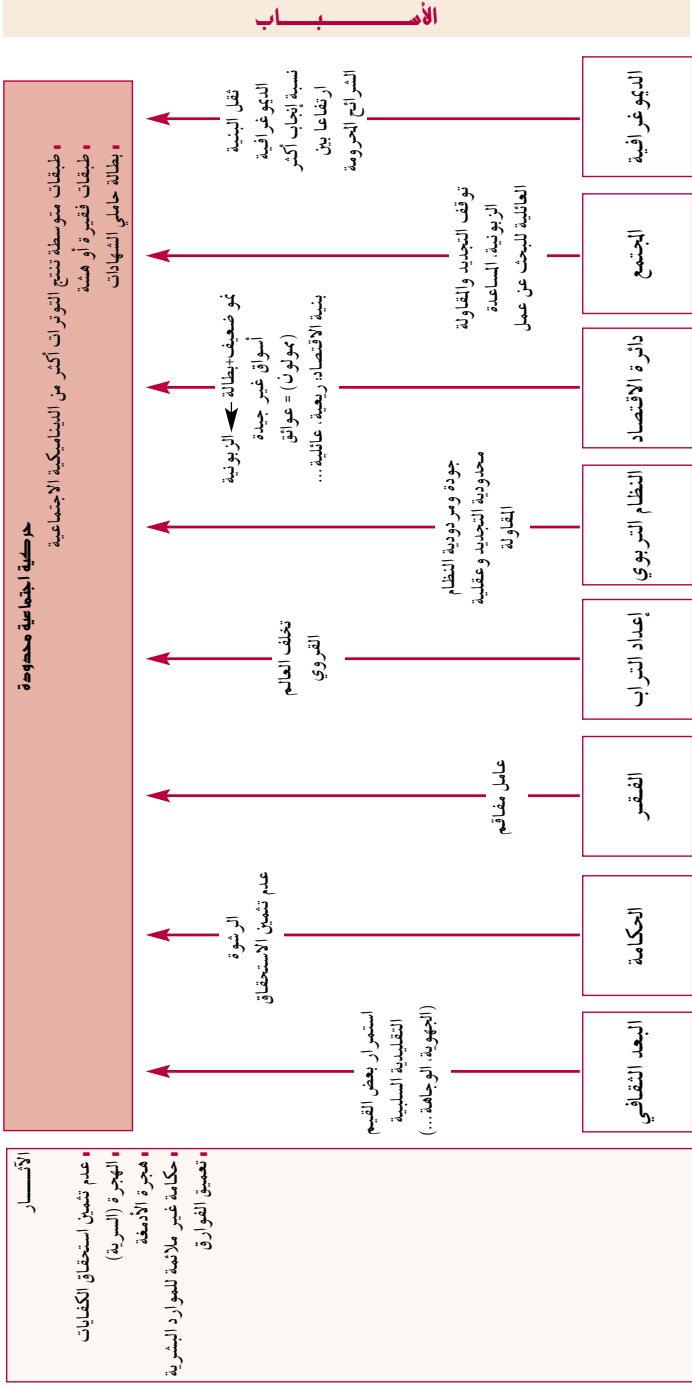 الأســـــــــبـــــــــــاب
حركية اجتماعية محدودة
طبقات متوسطة تنتج التوترات أكثر من الديناميكية الاجتماعية
طبقات فقيرة أو هشة
بطالة حاملي الشهادات
ثقل البنية
الديموغرافية
نسبة إنجاب أكثر
ارتفاعا بين
الشرائح المحرومة
الديموغرافية
توقف التجديد والمقاولة
الزبونية، المساعدة
العائلية للبحث عن عمل
المجتمع
نمو ضعيف+بطالة ← الزبونية
أسواق غير جيدة
(ممولون) = عوائق
بنية الاقتصاد: ريعية، عائلية...
دائرة الاقتصاد
جودة ومردودية النظام
محدودية التجديد وعقلية
المقاولة
النظام التربوي
تخلف العالم
القروي
إعداد التراب
عامل مفاقم
الفـقـر
الرشوة
عدم تثمين الاستحقاق
الحكامة
استمرار بعض القيم
التقليدية السلبية
(الجهوية، الوجاهة...)
البعد الثقافي
الآثـــــار
عدم تثمين استحقاق الكفايات
الهجرة (السرية)
هجرة الأدمغة
حكامة غير ملائمة للموارد البشرية
تعميق الفوارق